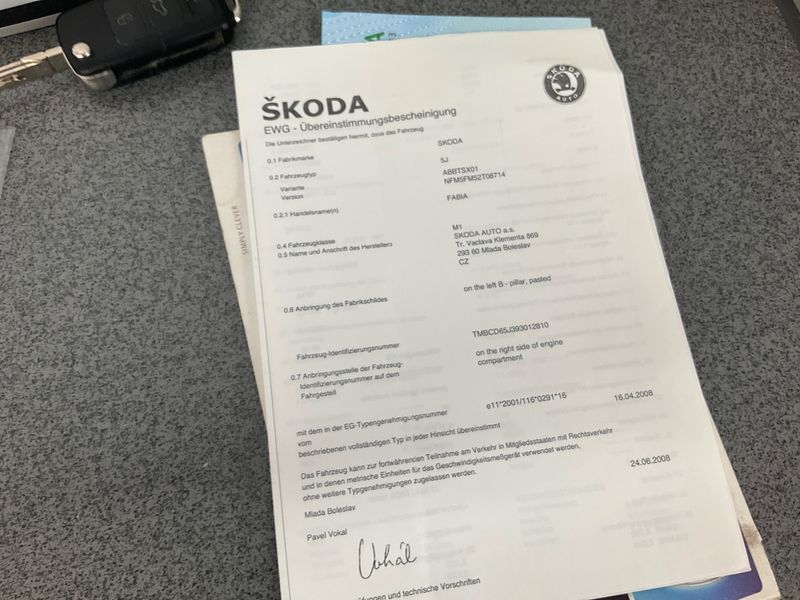 ŠKODA
ŠKODA AUTO
EWG - Übereinstimmungsbescheinigung
Die Unterzeichner bestätigen hiermit, dass das Fahrzeug
0.1 Fabrikmarke SKODA
0.2 Fahrzeugtyp 5J
Variante ABBTSX01
Version NFM5FM52T08714
0.2.1 Handelsname(n) FABIA
0.4 Fahrzeugklasse M1
0.5 Name und Anschrift des Herstellers SKODA AUTO a.s.
Tr. Vaclava Klementa 869
293 60 Mlada Boleslav
CZ
0.6 Anbringung des Fabrikschildes on the left B - pillar, pasted
Fahrzeug-Identifizierungsnummer TMBCD65J393012810
0.7 Anbringungsstelle der Fahrzeug- on the right side of engine
Identifizierungsnummer auf dem compartment
Fahrgestell
mit dem in der EG-Typengenehmigungsnummer e11*2001/116*0291*16 16.04.2008
vom
beschriebenen vollständigen Typ in jeder Hinsicht übereinstimmt
Das Fahrzeug kann zur fortwährenden Teilnahme am Verkehr in Mitgliedsstaaten mit Rechtsverkehr
und in denen metrische Einheiten für das Geschwindigkeitsmeßgerät verwendet werden,
ohne weitere Typgenehmigungen zugelassen werden. 24.06.2008
Mlada Boleslav
Pavel Vokal
Vokál
und technische Vorschriften
SIMPLY CLEVER